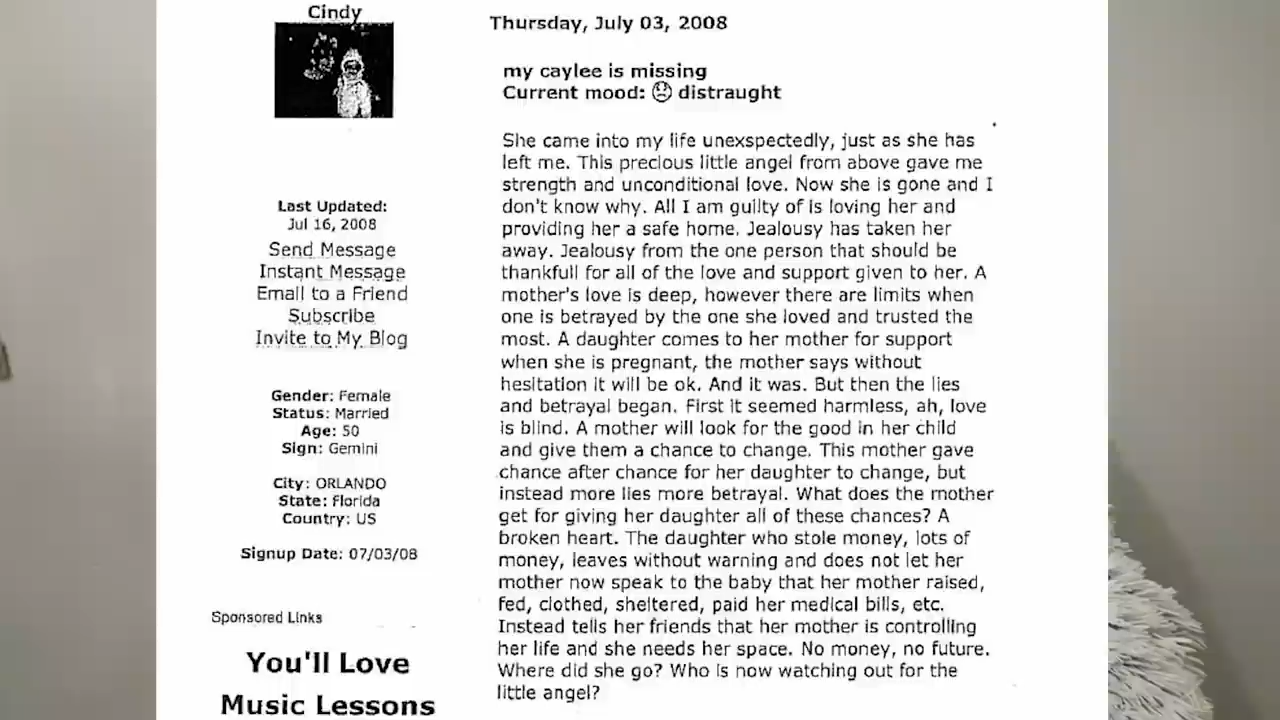 Cindy
Last Updated:
Jul 16, 2008
Send Message
Instant Message
Email to a Friend
Subscribe
Invite to My Blog
Gender: Female
Status: Married
Age: 50
Sign: Gemini
City: ORLANDO
State: Florida
Country: US
Signup Date: 07/03/08
Sponsored Links
You'll Love
Music Lessons
Thursday, July 03, 2008
my caylee is missing
Current mood: ☹ distraught
She came into my life unexpectedly, just as she has
left me. This precious little angel from above gave me
strength and unconditional love. Now she is gone and I
don't know why. All I am guilty of is loving her and
providing her a safe home. Jealousy has taken her
away. Jealousy from the one person that should be
thankfull for all of the love and support given to her. A
mother's love is deep, however there are limits when
one is betrayed by the one she loved and trusted the
most. A daughter comes to her mother for support
when she is pregnant, the mother says without
hesitation it will be ok. And it was. But then the lies
and betrayal began. First it seemed harmless, ah, love
is blind. A mother will look for the good in her child
and give them a chance to change. This mother gave
chance after chance for her daughter to change, but
instead more lies more betrayal. What does the mother
get for giving her daughter all of these chances? A
broken heart. The daughter who stole money, lots of
money, leaves without warning and does not let her
mother now speak to the baby that her mother raised,
fed, clothed, sheltered, paid her medical bills, etc.
Instead tells her friends that her mother is controlling
her life and she needs her space. No money, no future.
Where did she go? Who is now watching out for the
little angel?